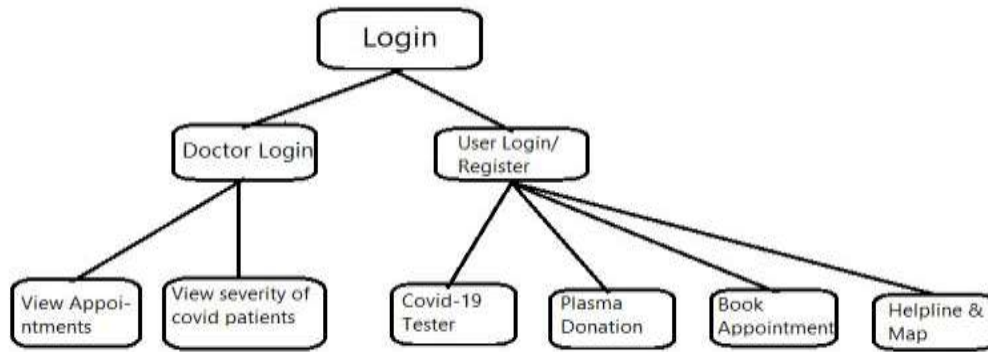 Login
Doctor Login
User Login/
Register
View Appoi-
ntments
View severity of
covid patients
Covid-19
Tester
Plasma
Donation
Book
Appointment
Helpline &
Map